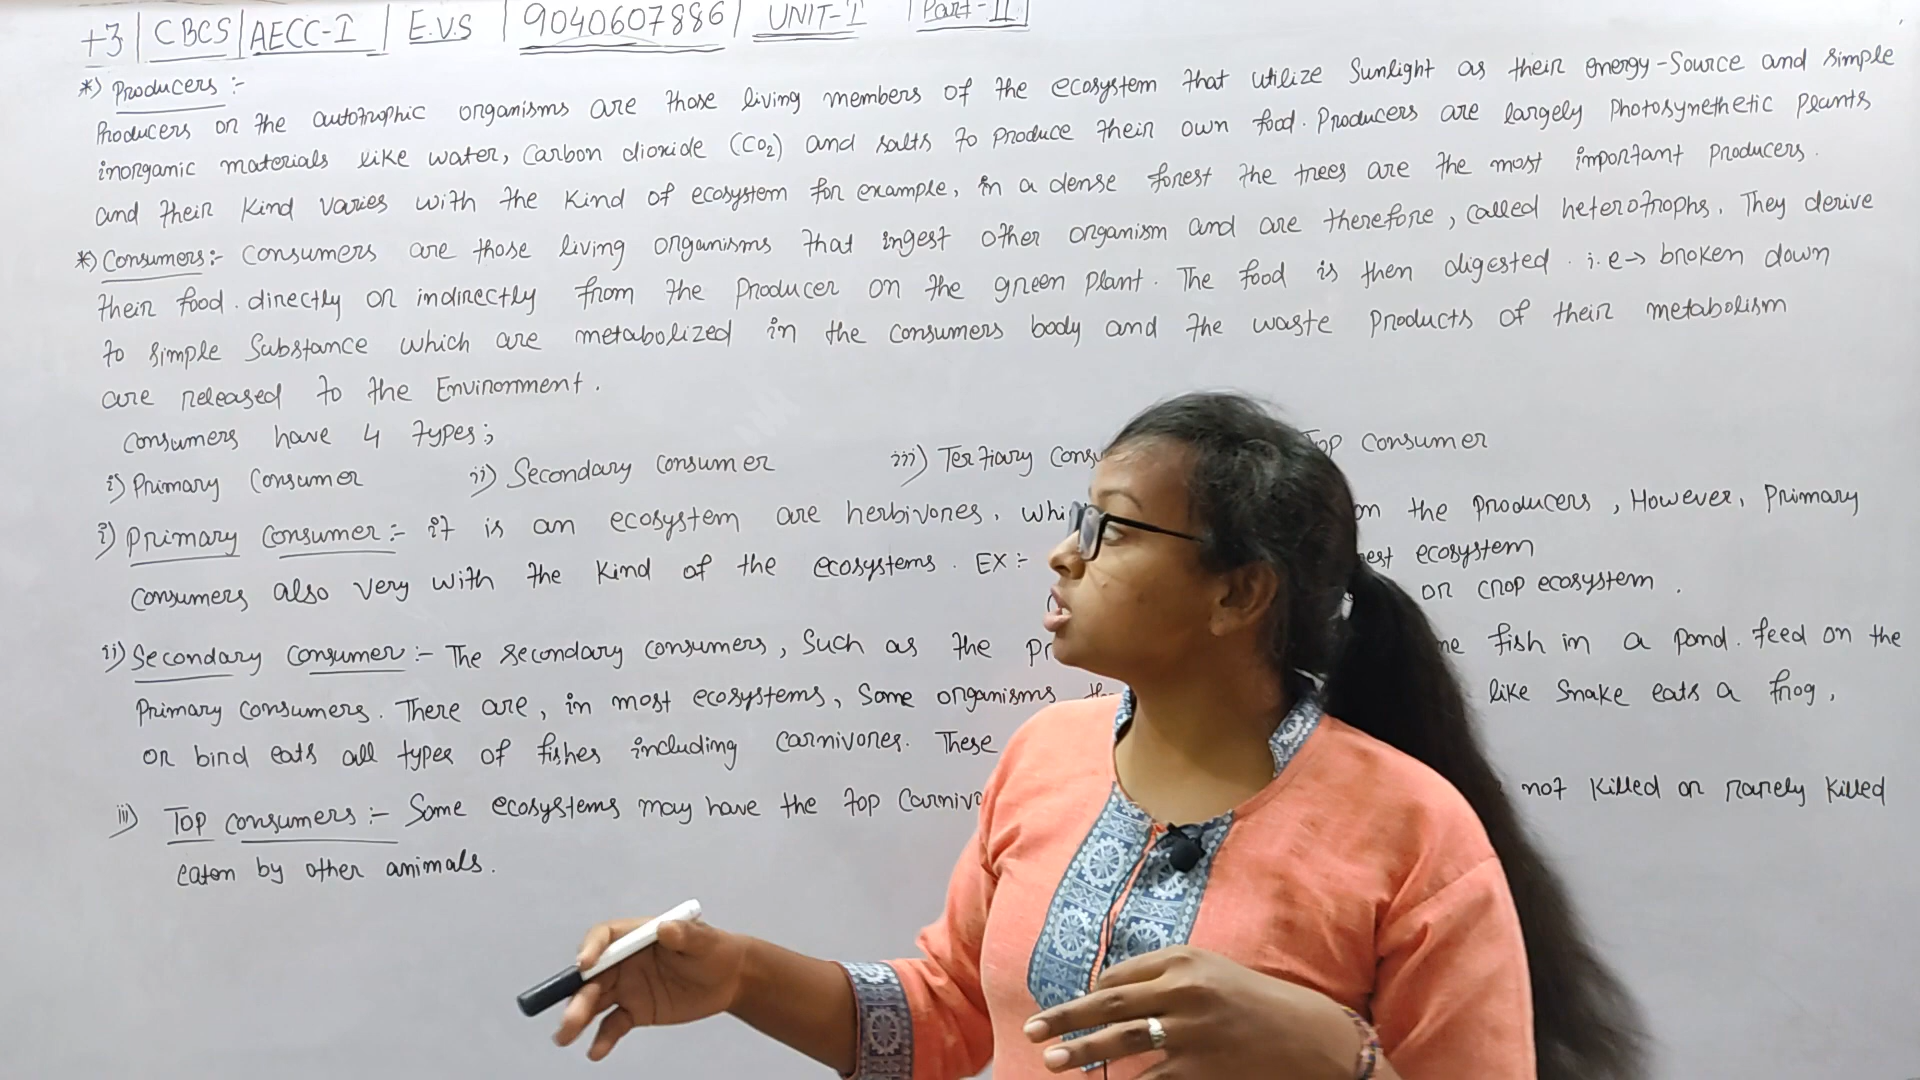 +3 | CBCS | AECC-I | E.V.S | 9040607886 | UNIT-I | Part-II
*) Producers :-
Producers or the autotrophic organisms are those living members of the ecosystem that utilize Sunlight as their energy-Source and simple
inorganic materials like water, Carbon dioxide (CO2) and salts to produce their own food. Producers are largely Photosynethetic Plants
and their Kind varies with the Kind of ecosystem for example, in a dense forest the trees are the most important Producers.
*) Consumers:- Consumers are those living organisms that ingest other organism and are therefore, called heterotrophs. They derive
their food. directly or indirectly from the Producer or the green Plant. The food is then digested. i.e→ broken down
to simple Substance which are metabolized in the consumers body and the waste Products of their metabolism
are released to the Environment.
Consumers have 4 types;
i) Primary Consumer ii) Secondary consumer iii) Tertiary Top consumer
i) Primary Consumer:- it is an ecosystem are herbivores, on the Producers, However, Primary
consumers also very with the Kind of the ecosystems. EX:- ecosystem
or crop ecosystem.
ii) Secondary consumer:- The secondary consumers, Such as the fish in a pond. feed on the
Primary consumers. There are, in most ecosystems, Some organisms like Snake eats a frog,
or bird eats all types of fishes including carnivores. These
iii) Top consumers:- Some ecosystems may have the top not Killed or rarely Killed
eaten by other animals.